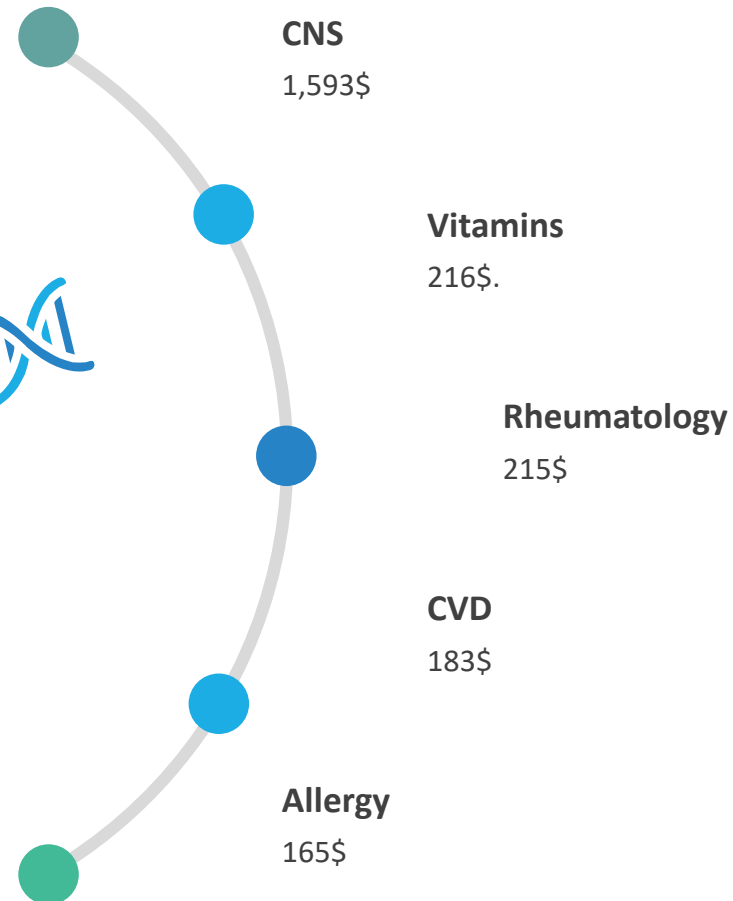 CNS
1,593$
Vitamins
216$.
Rheumatology
215$
CVD
183$
Allergy
165$